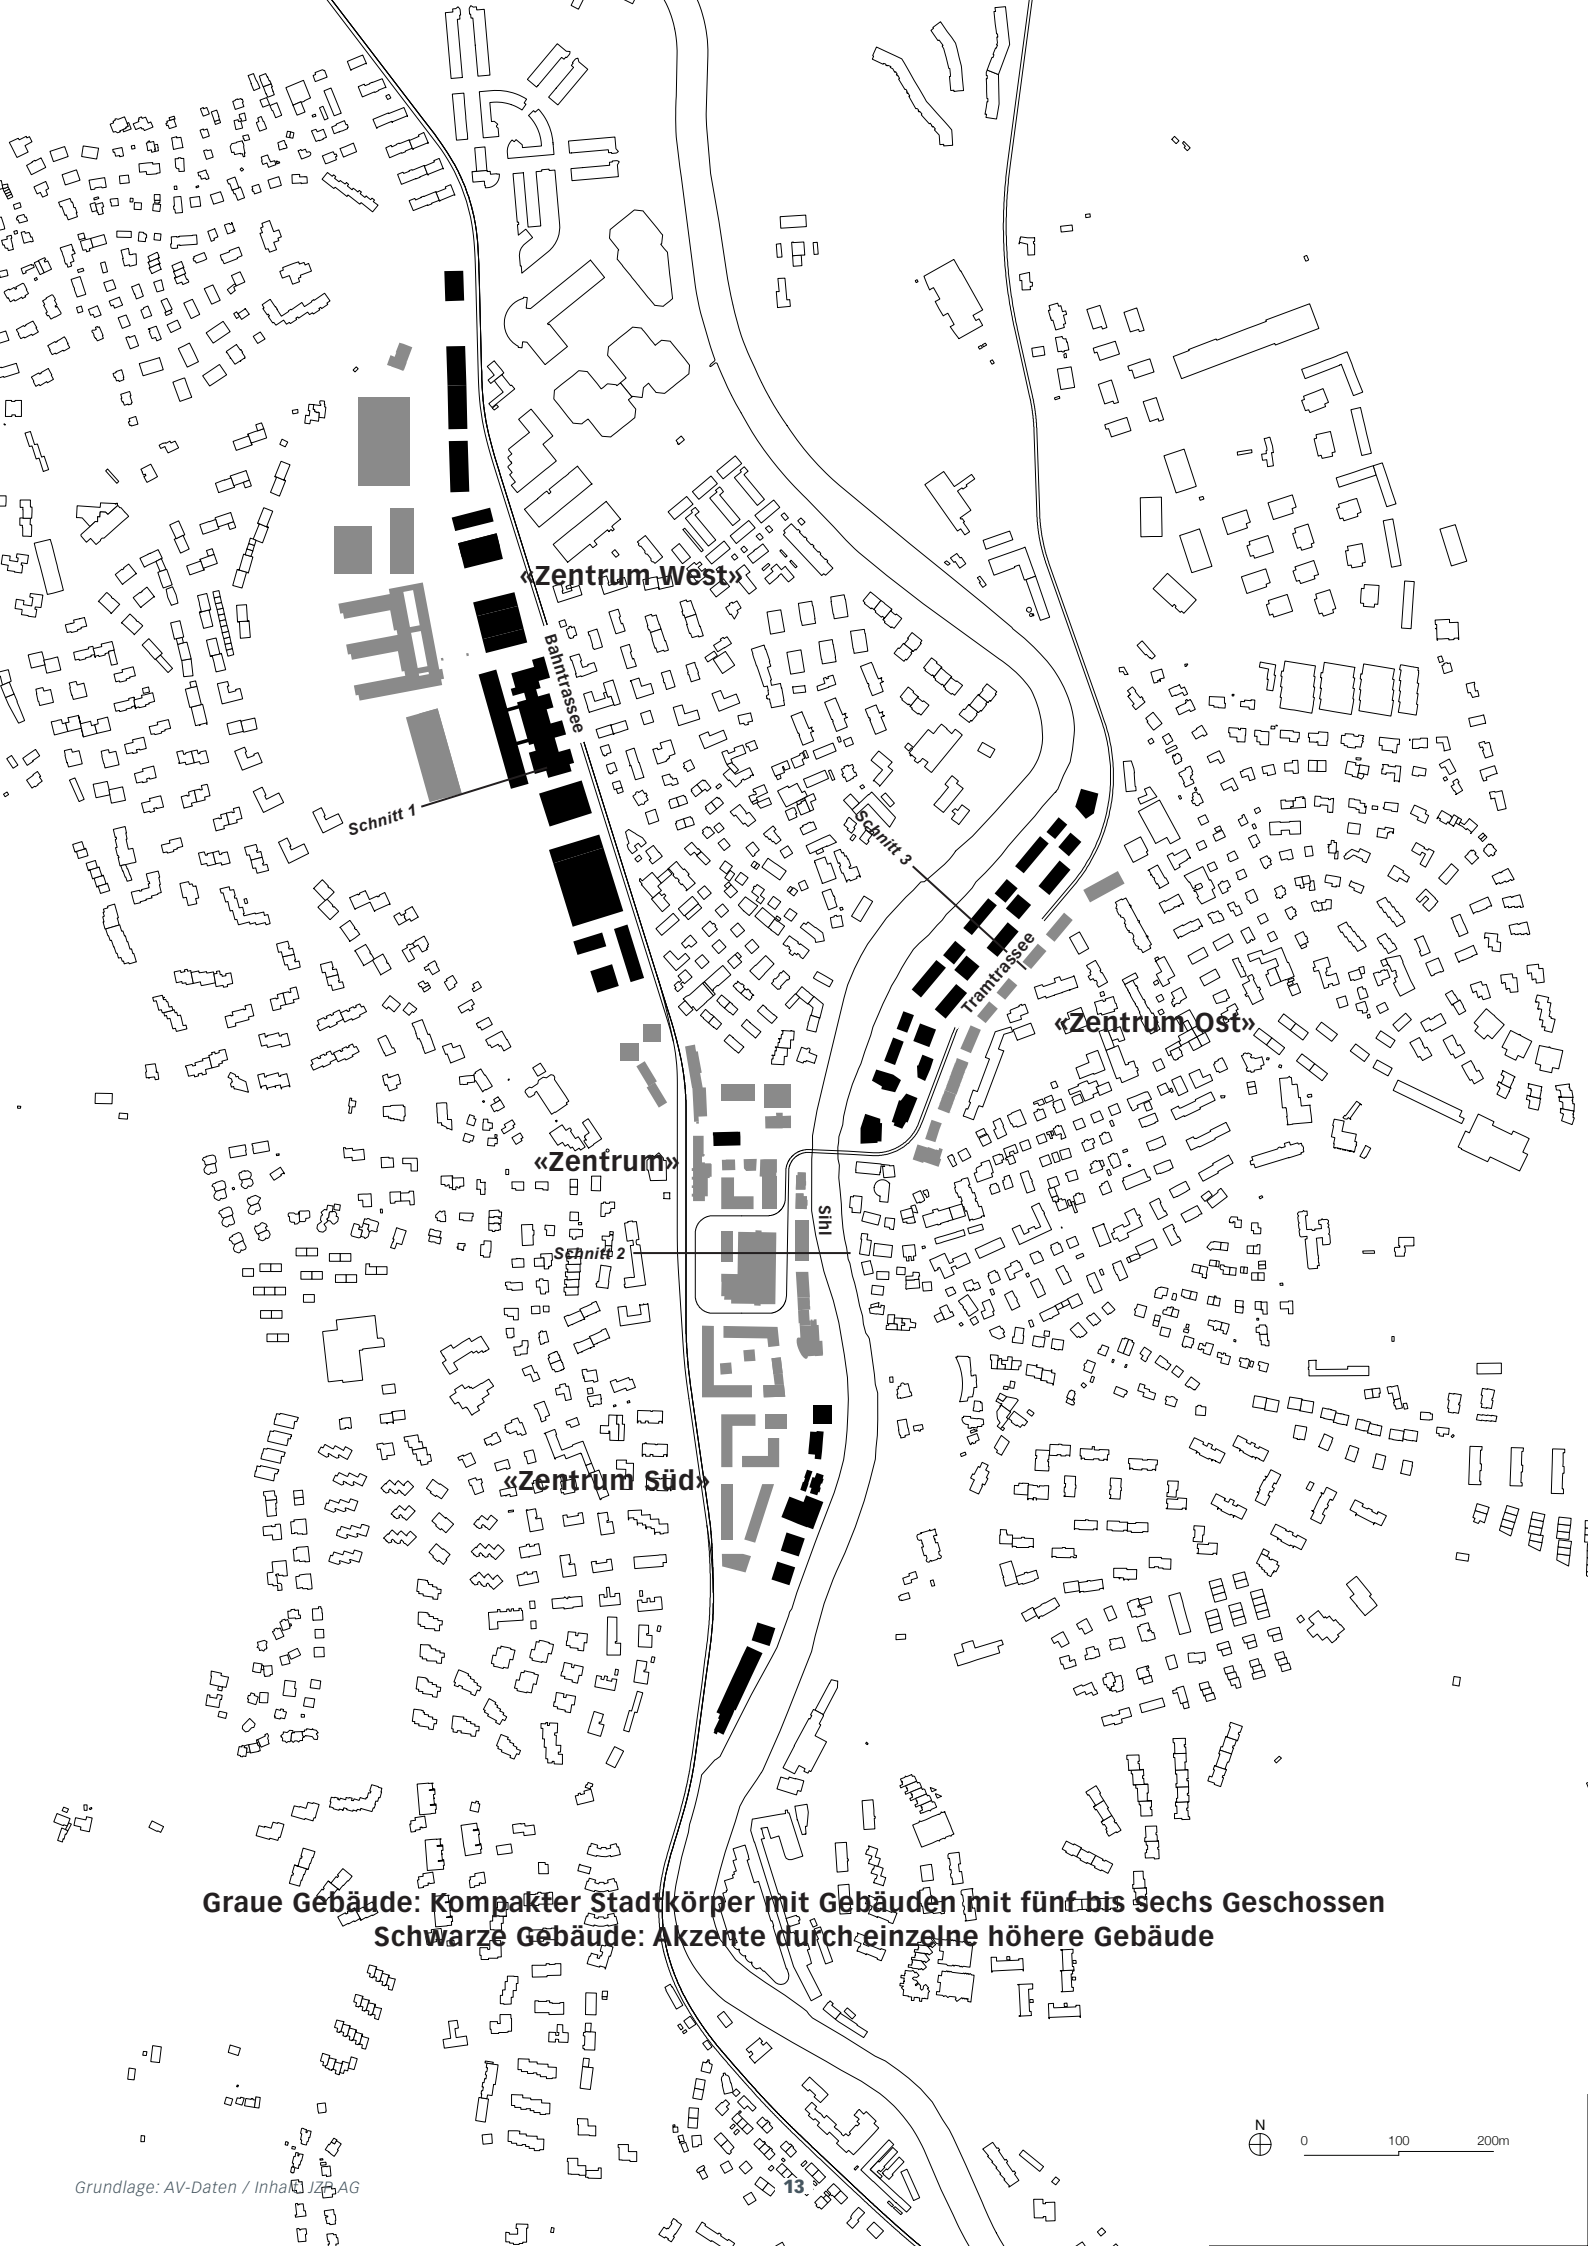 «Zentrum West»
Bahntrassee
Schnitt 1
Schnitt 3
Tramtrassee
«Zentrum Ost»
«Zentrum»
Sihl
Schnitt 2
«Zentrum Süd»
Graue Gebäude: Kompakter Stadtkörper mit Gebäuden mit fünf bis sechs Geschossen
Schwarze Gebäude: Akzente durch einzelne höhere Gebäude
N
0 100 200m
Grundlage: AV-Daten / Inhalt: JZP AG
13